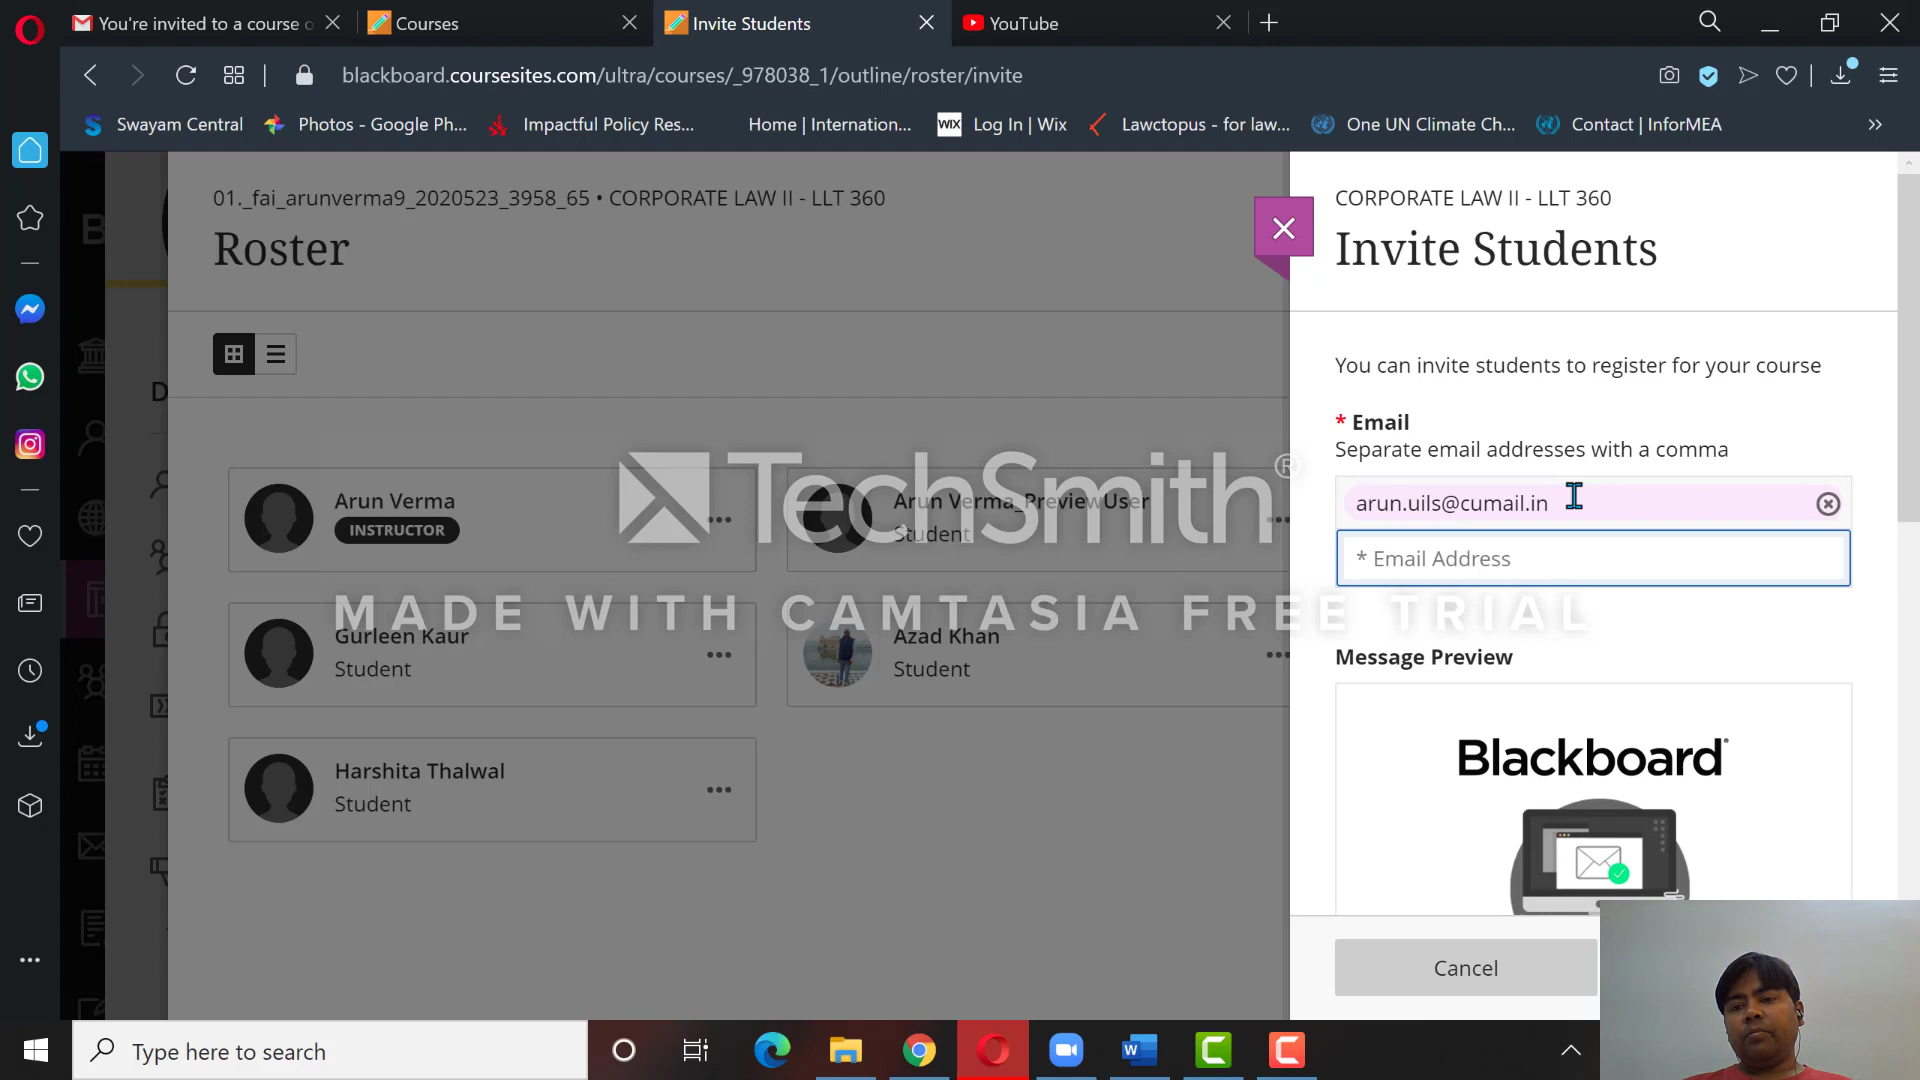 You're invited to a course o
Courses
Invite Students
YouTube
blackboard.coursesites.com/ultra/courses/_978038_1/outline/roster/invite
Swayam Central
Photos - Google Ph...
Impactful Policy Res...
Home | Internation...
WIX
Log In | Wix
Lawctopus - for law...
One UN Climate Ch...
Contact | InforMEA
01._fai_arunverma9_2020523_3958_65 • CORPORATE LAW II - LLT 360
Roster
CORPORATE LAW II - LLT 360
Invite Students
You can invite students to register for your course
* Email
Separate email addresses with a comma
arun.uils@cumail.in
* Email Address
Arun Verma
INSTRUCTOR
Arun Verma_PreviewUser
Student
TechSmith®
MADE WITH CAMTASIA FREE TRIAL
Gurleen Kaur
Student
Azad Khan
Student
Message Preview
Blackboard
Harshita Thalwal
Student
Cancel
Type here to search